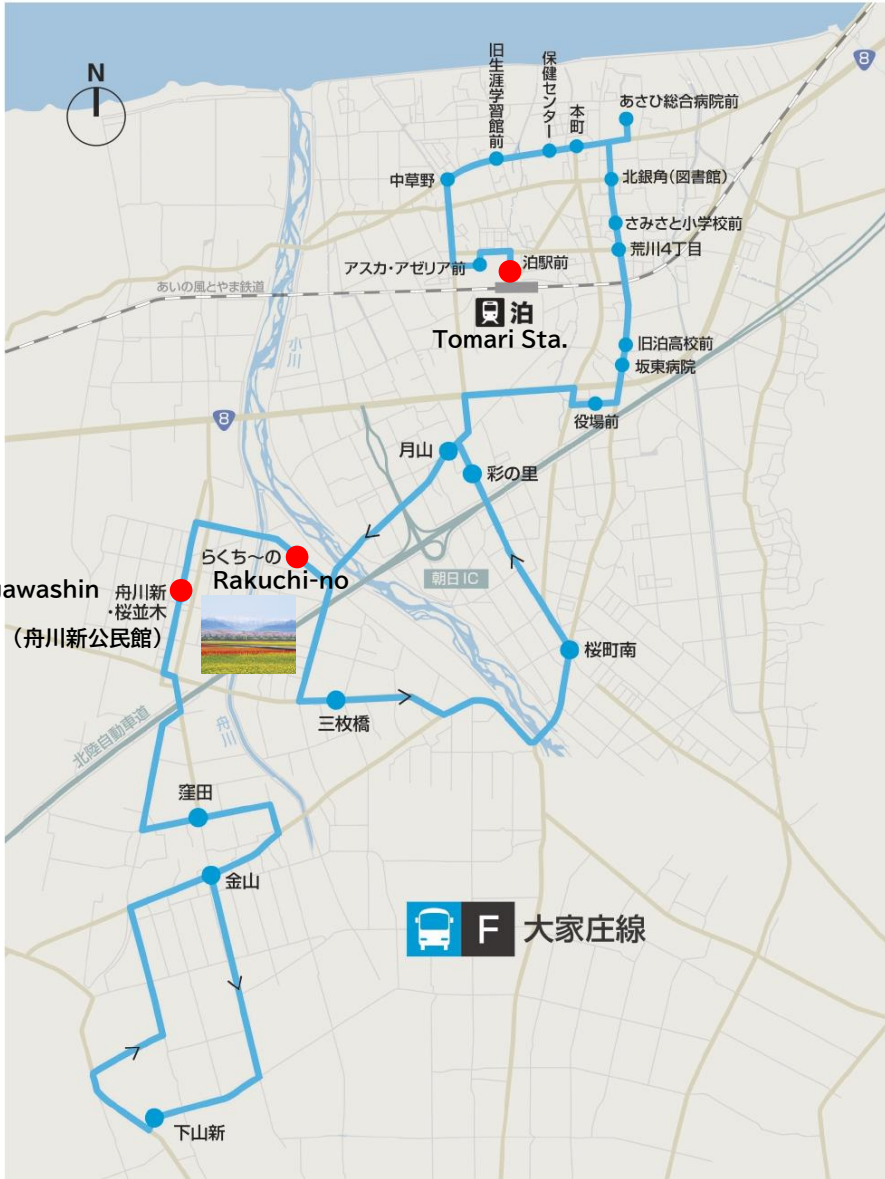 N
8
旧生涯学習館前
保健センター
本町
あさひ総合病院前
中草野
北銀角(図書館)
さみさと小学校前
荒川4丁目
アスカ・アゼリア前
泊駅前
あいの風とやま鉄道
泊
Tomari Sta.
小川
旧泊高校前
坂東病院
役場前
8
月山
彩の里
らくち~の
Rakuchi-no
朝日IC
awashin
舟川新
・桜並木
(舟川新公民館)
桜町南
三枚橋
北陸自動車道
舟川
窪田
金山
F 大家庄線
下山新